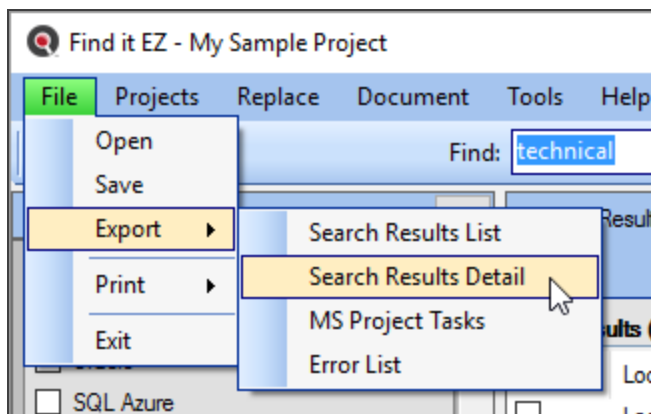 Find it EZ - My Sample Project
File Projects Replace Document Tools Help
Find: technical
Open
Save
Export
Print
Exit
Search Results List
Search Results Detail
MS Project Tasks
Error List
SQL Azure